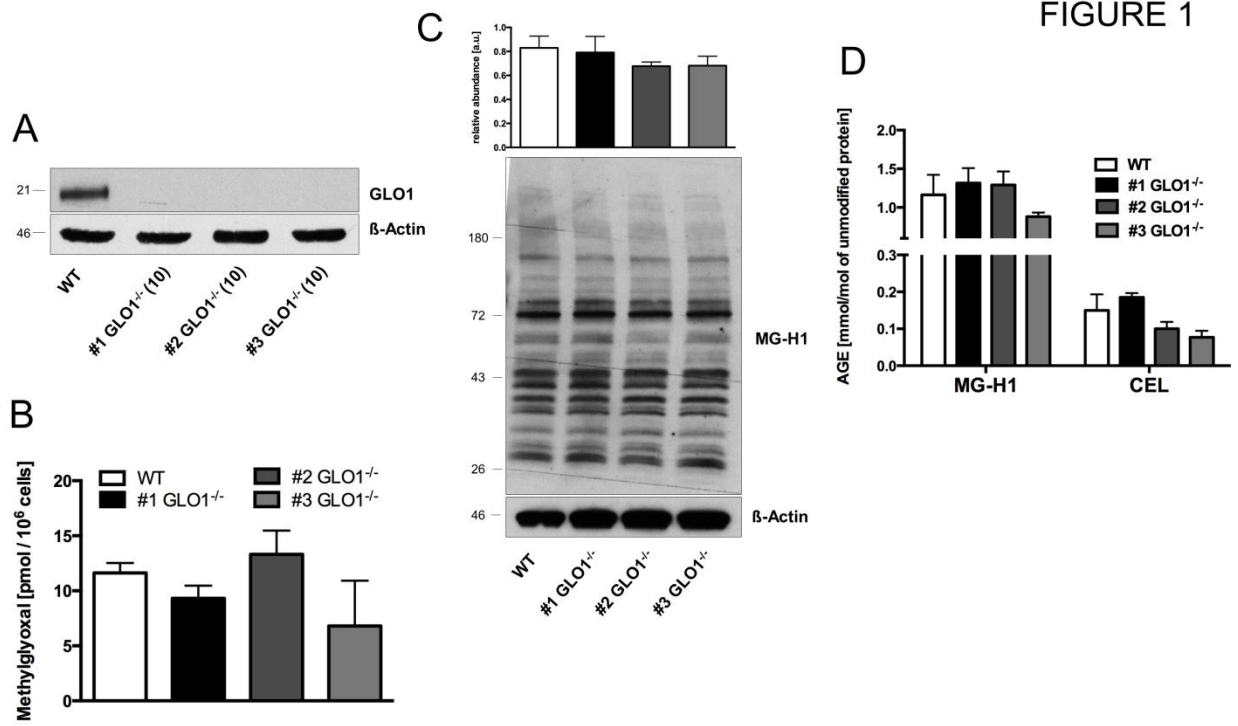 FIGURE 1
A
21
GLO1
46
ß-Actin
WT
#1 GLO1-/- (10)
#2 GLO1-/- (10)
#3 GLO1-/- (10)
B
Methylglyoxal [pmol / 10⁶ cells]
20
15
10
5
0
WT
#1 GLO1-/-
#2 GLO1-/-
#3 GLO1-/-
C
relative abundance [a.u.]
1.0
0.8
0.6
0.4
0.2
0.0
180
72
43
26
MG-H1
46
ß-Actin
WT
#1 GLO1-/-
#2 GLO1-/-
#3 GLO1-/-
D
AGE [mmol/mol of unmodified protein]
2.0
1.5
1.0
0.3
0.2
0.1
0.0
WT
#1 GLO1-/-
#2 GLO1-/-
#3 GLO1-/-
MG-H1
CEL